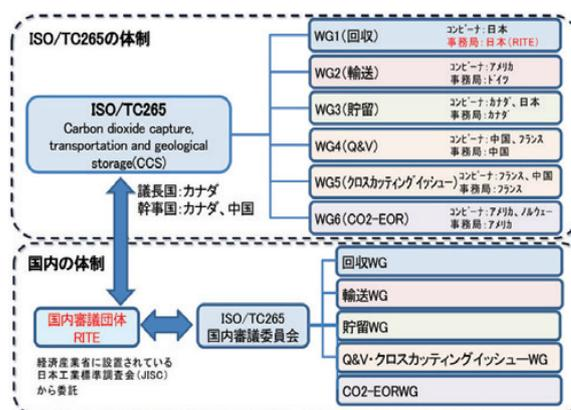 ISO/TC265の体制
ISO/TC265
Carbon dioxide capture,
transportation and geological
storage(CCS)
議長国:カナダ
幹事国:カナダ、中国
WG1(回収)
コンビーナ:日本
事務局:日本(RITE)
WG2(輸送)
コンビーナ:アメリカ
事務局:ドイツ
WG3(貯留)
コンビーナ:カナダ、日本
事務局:カナダ
WG4(Q&V)
コンビーナ:中国、フランス
事務局:中国
WG5(クロスカッティングイッシュー)
コンビーナ:フランス、中国
事務局:フランス
WG6(CO2-EOR)
コンビーナ:アメリカ、ノルウェー
事務局:アメリカ
国内の体制
国内審議団体
RITE
経済産業省に設置されている
日本工業標準調査会(JISC)
から委託
ISO/TC265
国内審議委員会
回収WG
輸送WG
貯留WG
Q&V・クロスカッティングイッシューWG
CO2-EORWG